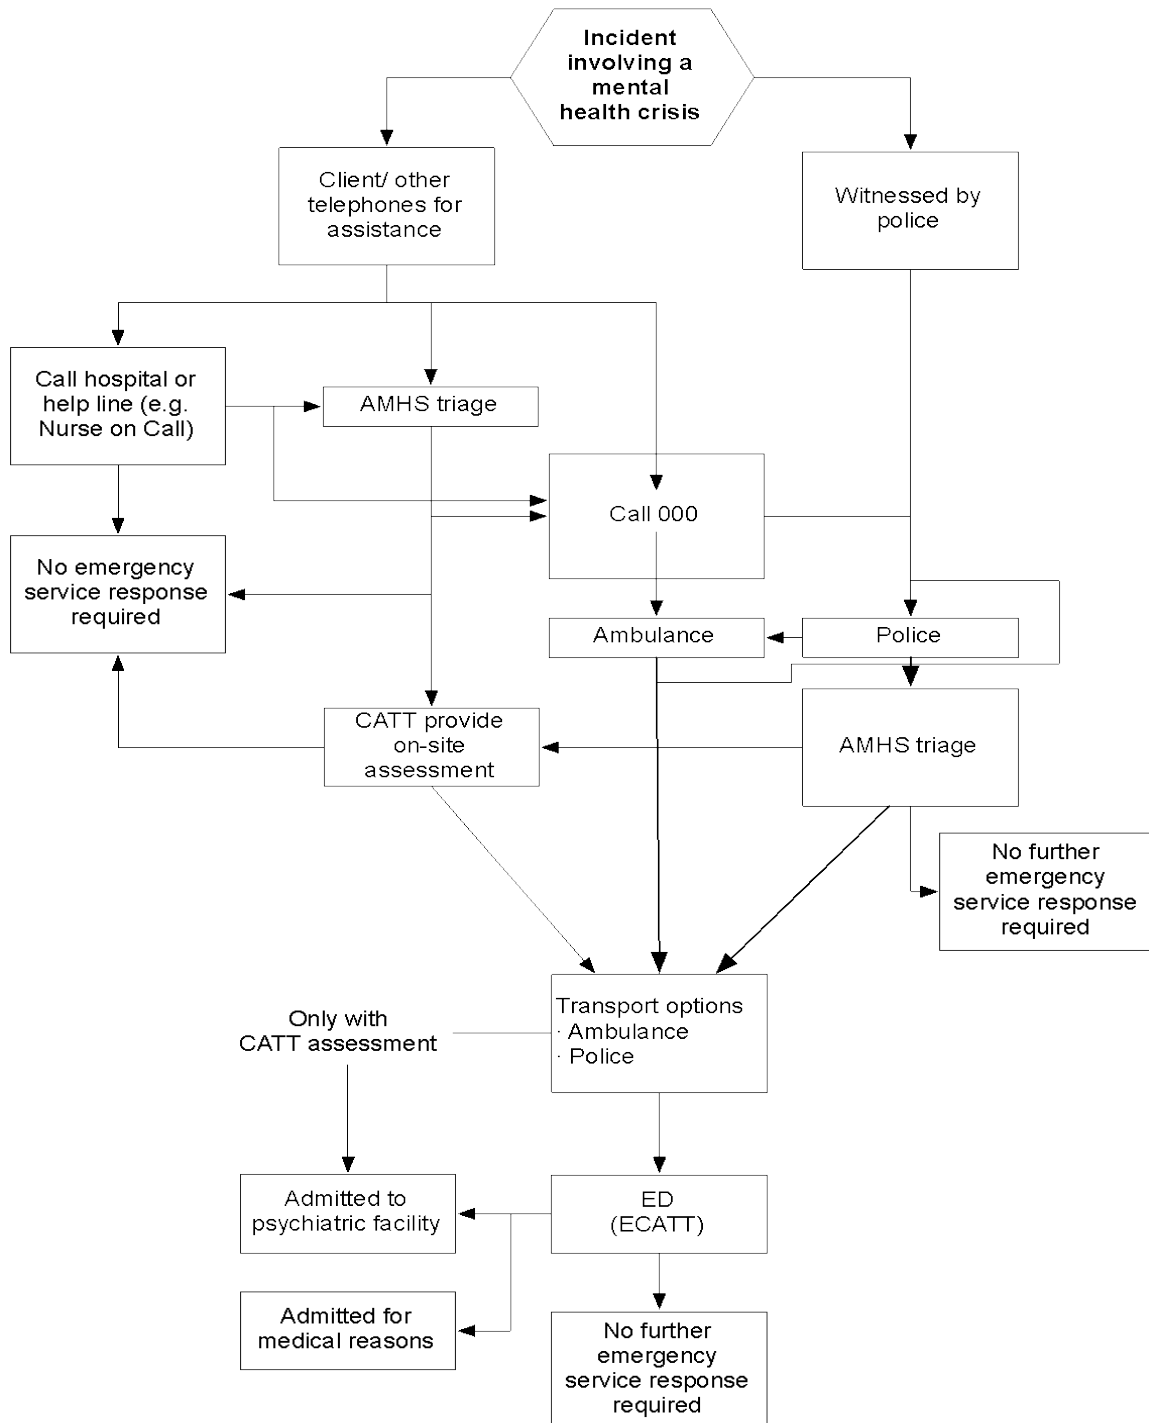 Incident
involving a
mental
health crisis
Client/ other
telephones for
assistance
Witnessed by
police
Call hospital or
help line (e.g.
Nurse on Call)
AMHS triage
Call 000
No emergency
service response
required
Ambulance
Police
CATT provide
on-site
assessment
AMHS triage
No further
emergency
service response
required
Transport options
· Ambulance
· Police
Only with
CATT assessment
Admitted to
psychiatric facility
ED
(ECATT)
Admitted for
medical reasons
No further
emergency
service response
required